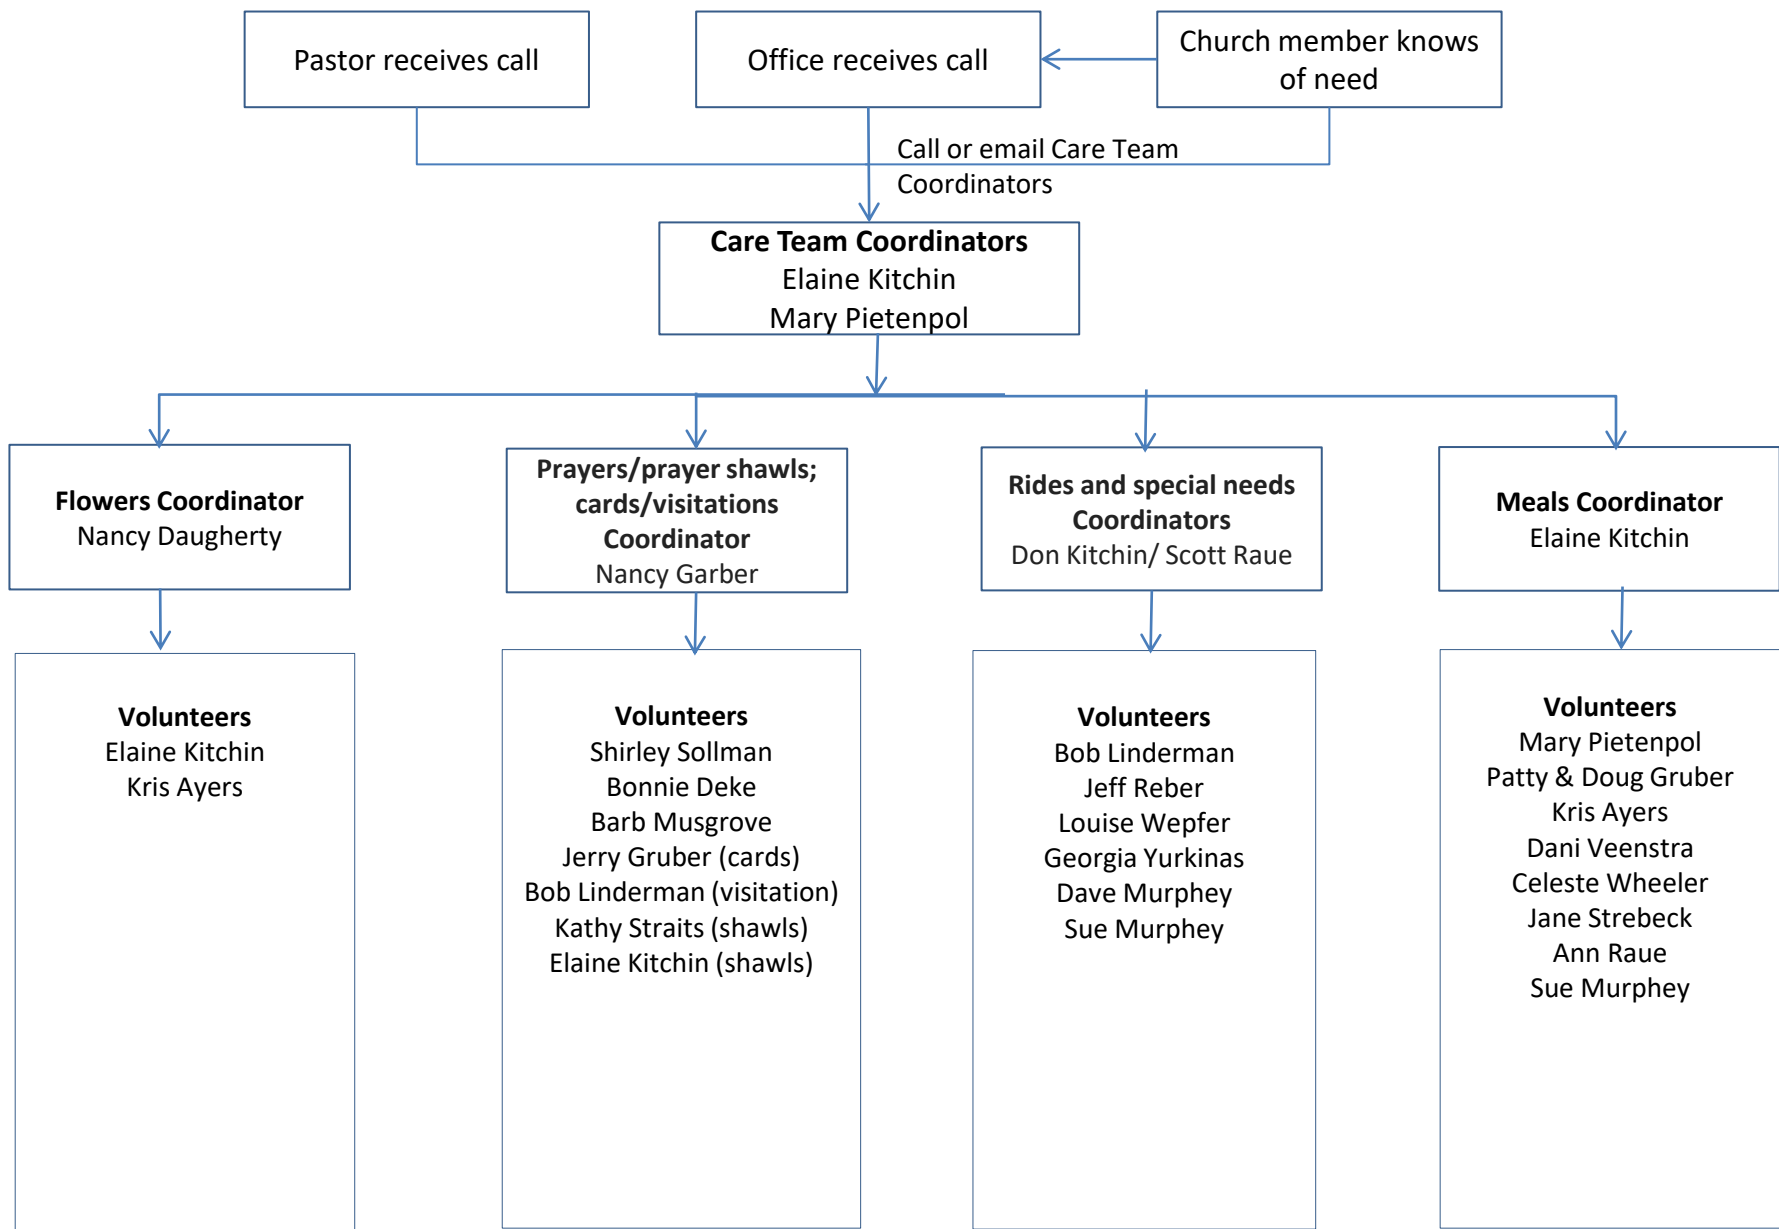 Pastor receives call
Office receives call
Church member knows
of need
Call or email Care Team
Coordinators
Care Team Coordinators
Elaine Kitchin
Mary Pietenpol
Flowers Coordinator
Nancy Daugherty
Prayers/prayer shawls;
cards/visitations
Coordinator
Nancy Garber
Rides and special needs
Coordinators
Don Kitchin/ Scott Raue
Meals Coordinator
Elaine Kitchin
Volunteers
Elaine Kitchin
Kris Ayers
Volunteers
Shirley Sollman
Bonnie Deke
Barb Musgrove
Jerry Gruber (cards)
Bob Linderman (visitation)
Kathy Straits (shawls)
Elaine Kitchin (shawls)
Volunteers
Bob Linderman
Jeff Reber
Louise Wepfer
Georgia Yurkinas
Dave Murphey
Sue Murphey
Volunteers
Mary Pietenpol
Patty & Doug Gruber
Kris Ayers
Dani Veenstra
Celeste Wheeler
Jane Strebeck
Ann Raue
Sue Murphey